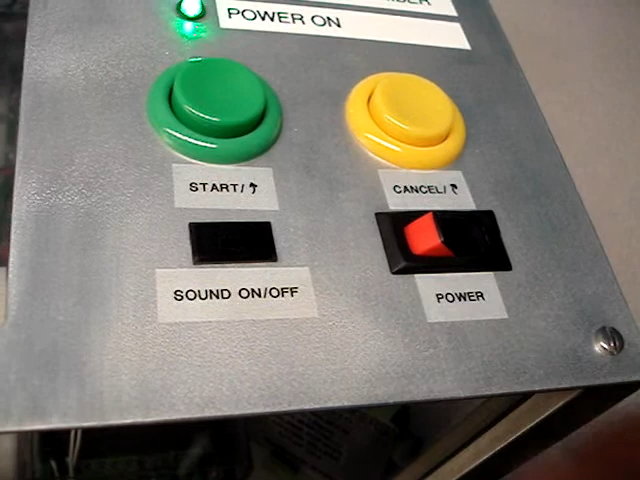 POWER ON
START/↰
CANCEL/↱
SOUND ON/OFF
POWER